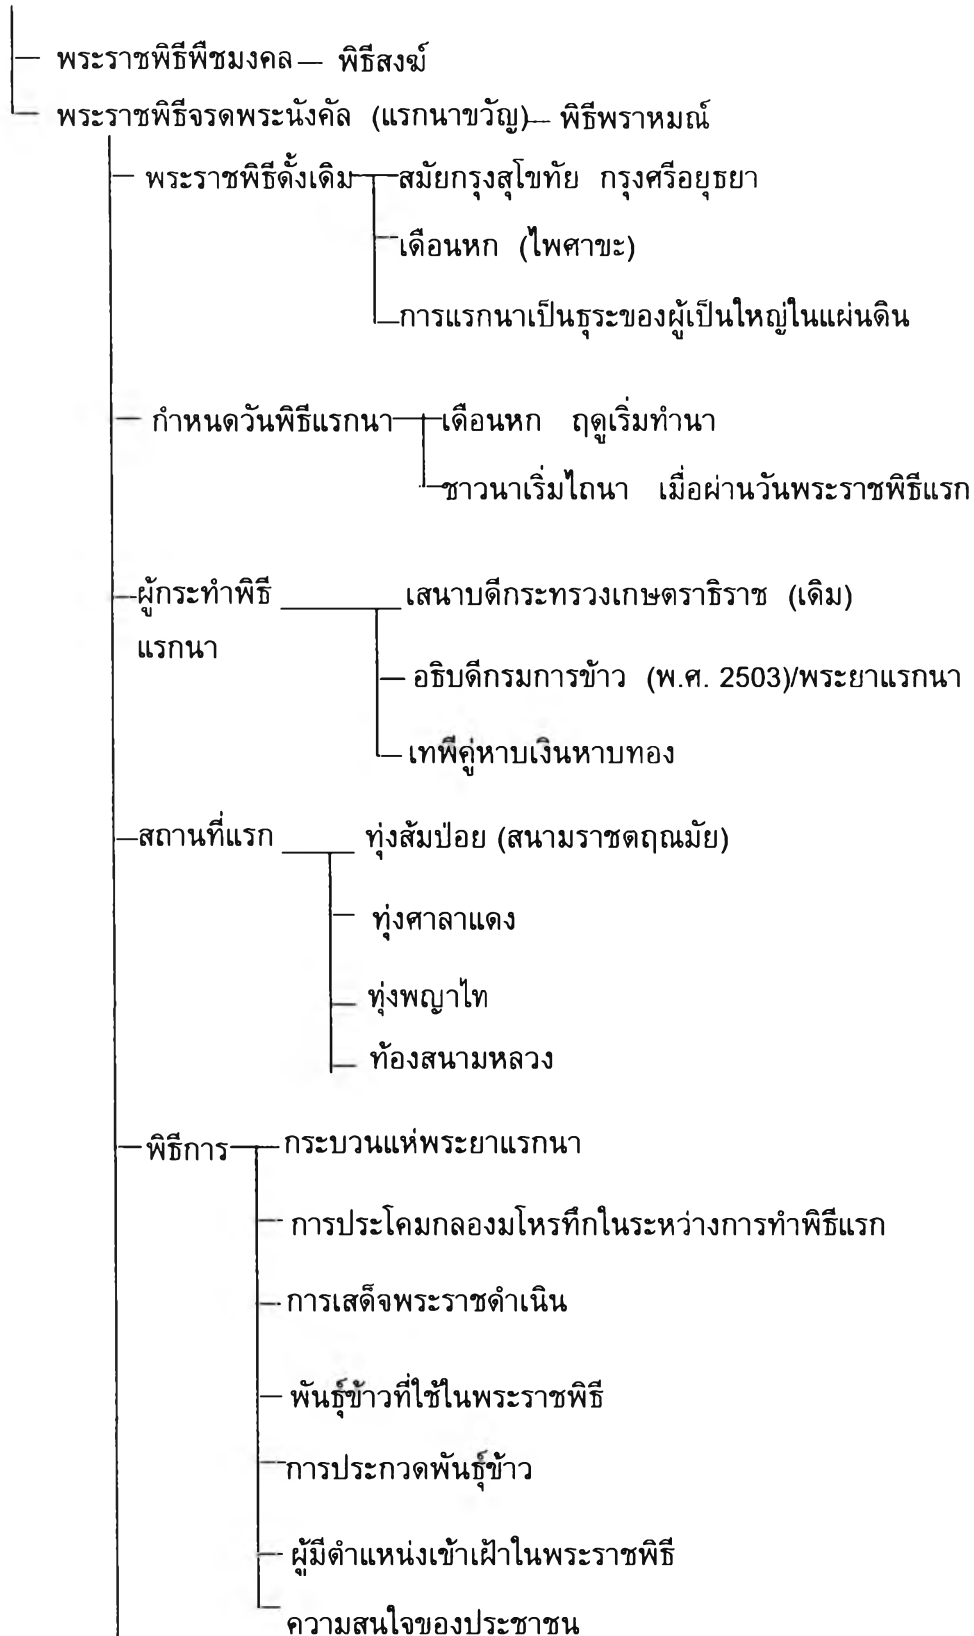 พระราชพิธีพืชมงคล — พิธีสงฆ์
พระราชพิธีจรดพระนังคัล (แรกนาขวัญ) — พิธีพราหมณ์
พระราชพิธีดั้งเดิม สมัยกรุงสุโขทัย กรุงศรีอยุธยา
เดือนหก (ไพศาขะ)
การแรกนาเป็นธุระของผู้เป็นใหญ่ในแผ่นดิน
กำหนดวันพิธีแรกนา เดือนหก ฤดูเริ่มทำนา
ชาวนาเริ่มไถนา เมื่อผ่านวันพระราชพิธีแรก
ผู้กระทำพิธี เสนาบดีกระทรวงเกษตราธิราช (เดิม)
แรกนา
อธิบดีกรมการข้าว (พ.ศ. 2503)/พระยาแรกนา
เทพีคู่หาบเงินหาบทอง
สถานที่แรก ทุ่งส้มป่อย (สนามราชตฤณมัย)
ทุ่งศาลาแดง
ทุ่งพญาไท
ท้องสนามหลวง
พิธีการ กระบวนแห่พระยาแรกนา
การประโคมกลองมโหรทึกในระหว่างการทำพิธีแรก
การเสด็จพระราชดำเนิน
พันธุ์ข้าวที่ใช้ในพระราชพิธี
การประกวดพันธุ์ข้าว
ผู้มีตำแหน่งเข้าเฝ้าในพระราชพิธี
ความสนใจของประชาชน